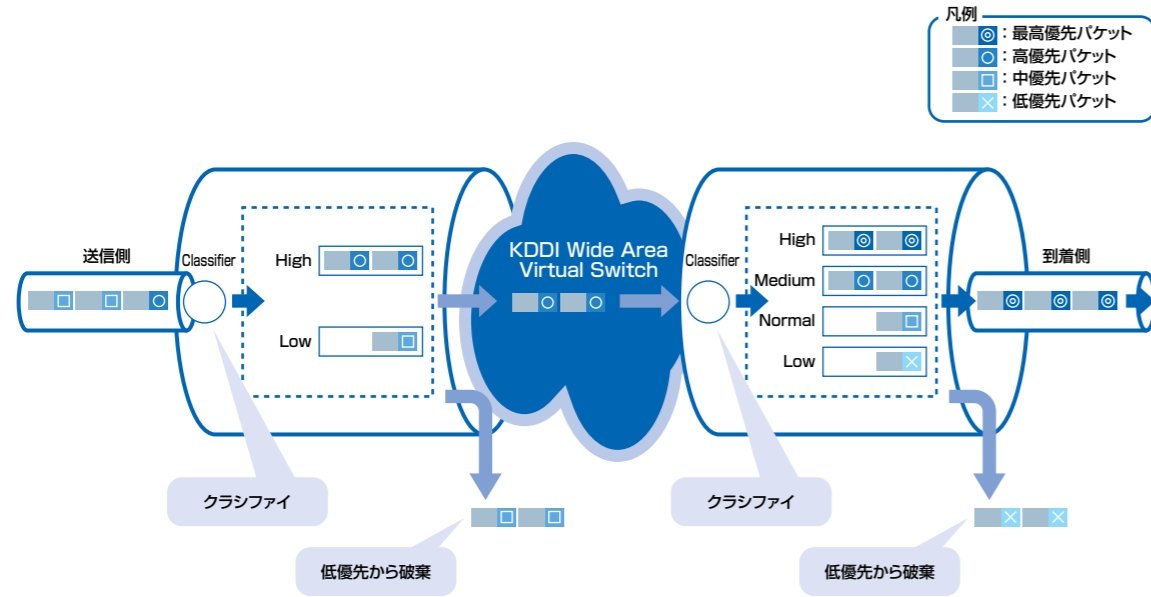 凡例
◎:最高優先パケット
○:高優先パケット
□:中優先パケット
×:低優先パケット
送信側
Classifier
High
Low
KDDI Wide Area
Virtual Switch
Classifier
High
Medium
Normal
Low
到着側
クラシファイ
クラシファイ
低優先から破棄
低優先から破棄